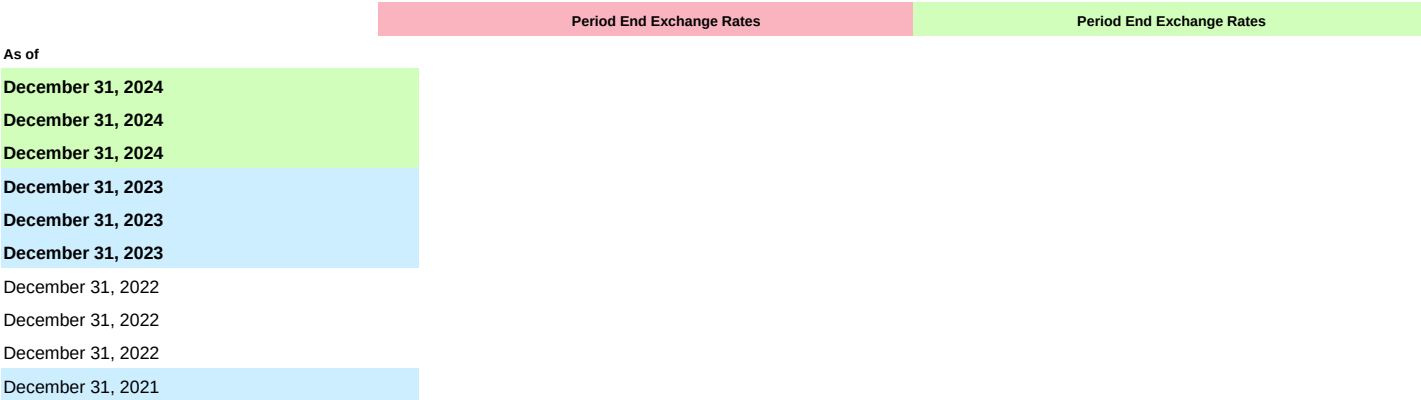 Period End Exchange Rates Period End Exchange Rates
As of
December 31, 2024
December 31, 2024
December 31, 2024
December 31, 2023
December 31, 2023
December 31, 2023
December 31, 2022
December 31, 2022
December 31, 2022
December 31, 2021